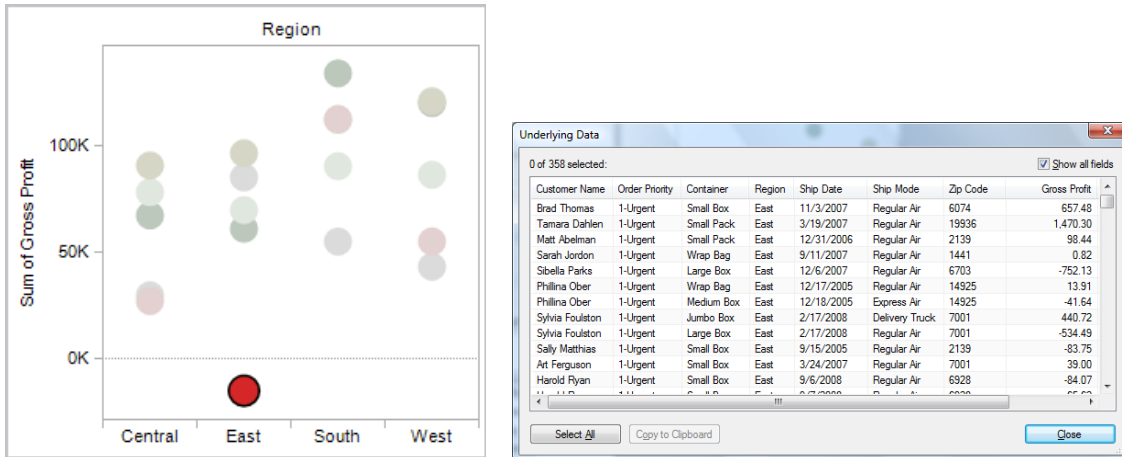 Region
Sum of Gross Profit
100K
50K
0K
Central East South West
Underlying Data
0 of 358 selected:
Show all fields
Customer Name Order Priority Container Region Ship Date Ship Mode Zip Code Gross Profit
Brad Thomas 1-Urgent Small Box East 11/3/2007 Regular Air 6074 657.48
Tamara Dahlen 1-Urgent Small Pack East 3/19/2007 Regular Air 19936 1,470.30
Matt Abelman 1-Urgent Small Pack East 12/31/2006 Regular Air 2139 98.44
Sarah Jordon 1-Urgent Wrap Bag East 9/11/2007 Regular Air 1441 0.82
Sibella Parks 1-Urgent Large Box East 12/6/2007 Regular Air 6703 -752.13
Phillina Ober 1-Urgent Wrap Bag East 12/17/2005 Regular Air 14925 13.91
Phillina Ober 1-Urgent Medium Box East 12/18/2005 Express Air 14925 -41.64
Sylvia Foulston 1-Urgent Jumbo Box East 2/17/2008 Delivery Truck 7001 440.72
Sylvia Foulston 1-Urgent Large Box East 2/17/2008 Regular Air 7001 -534.49
Sally Matthias 1-Urgent Small Box East 9/15/2005 Regular Air 2139 -83.75
Art Ferguson 1-Urgent Small Box East 3/24/2007 Regular Air 7001 39.00
Harold Ryan 1-Urgent Small Box East 9/6/2008 Regular Air 6928 -84.07
Select All Copy to Clipboard Close